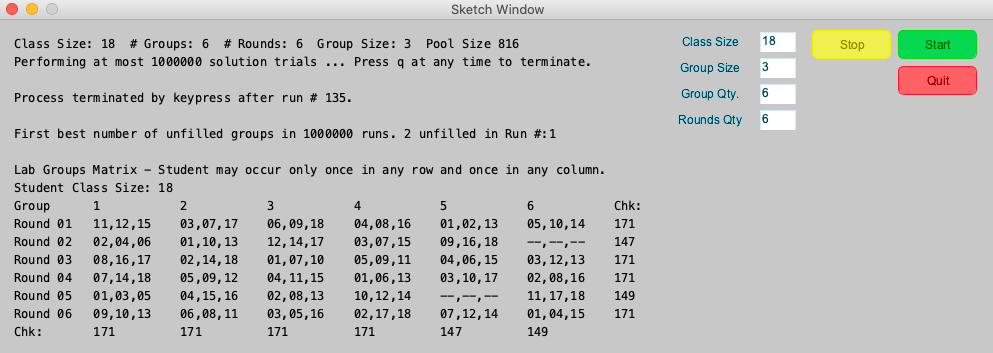 Sketch Window
Class Size: 18  # Groups: 6  # Rounds: 6  Group Size: 3  Pool Size 816
Performing at most 1000000 solution trials ... Press q at any time to terminate.
Process terminated by keypress after run # 135.
First best number of unfilled groups in 1000000 runs. 2 unfilled in Run #:1
Lab Groups Matrix - Student may occur only once in any row and once in any column.
Student Class Size: 18
Group 1 2 3 4 5 6 Chk:
Round 01 11,12,15 03,07,17 06,09,18 04,08,16 01,02,13 05,10,14 171
Round 02 02,04,06 01,10,13 12,14,17 03,07,15 09,16,18 --,--,-- 147
Round 03 08,16,17 02,14,18 01,07,10 05,09,11 04,06,15 03,12,13 171
Round 04 07,14,18 05,09,12 04,11,15 01,06,13 03,10,17 02,08,16 171
Round 05 01,03,05 04,15,16 02,08,13 10,12,14 --,--,-- 11,17,18 149
Round 06 09,10,13 06,08,11 03,05,16 02,17,18 07,12,14 01,04,15 171
Chk: 171 171 171 171 147 149
Class Size 18
Group Size 3
Group Qty. 6
Rounds Qty 6
Stop
Start
Quit